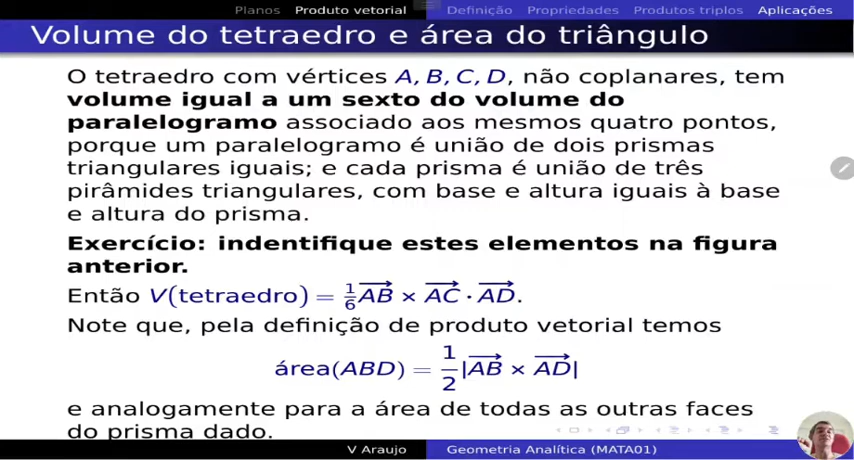 Planos Produto vetorial Definição Propriedades Produtos triplos Aplicações
Volume do tetraedro e área do triângulo
O tetraedro com vértices A, B, C, D, não coplanares, tem
volume igual a um sexto do volume do
paralelogramo associado aos mesmos quatro pontos,
porque um paralelogramo é união de dois prismas
triangulares iguais; e cada prisma é união de três
pirâmides triangulares, com base e altura iguais à base
e altura do prisma.
Exercício: indentifique estes elementos na figura
anterior.
Então V(tetraedro) = 1/6 \overrightarrow{AB} × \overrightarrow{AC} · \overrightarrow{AD}.
Note que, pela definição de produto vetorial temos
área(ABD) = 1/2 |\overrightarrow{AB} × \overrightarrow{AD}|
e analogamente para a área de todas as outras faces
do prisma dado.
V Araujo Geometria Analítica (MATA01)